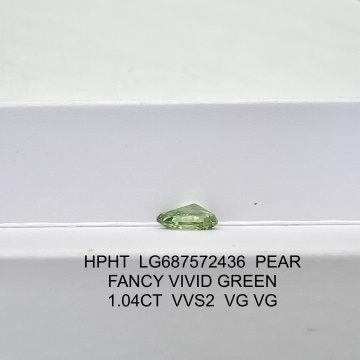 HPHT LG687572436 PEAR
FANCY VIVID GREEN
1.04CT VVS2 VG VG